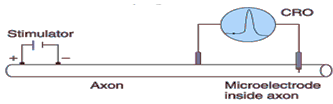 CRO
Stimulator
+ −
Axon
Microelectrode
inside axon